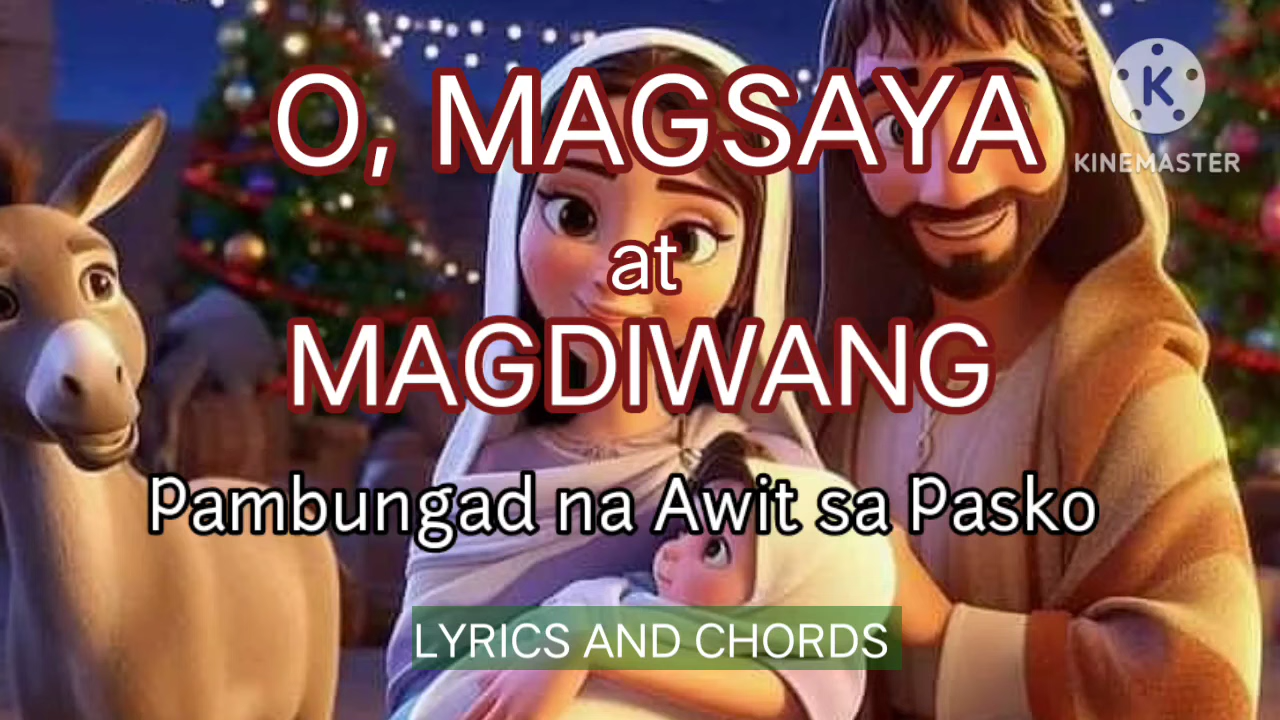 O, MAGSAYA
K
KINEMASTER
at
MAGDIWANG
Pambungad na Awit sa Pasko
LYRICS AND CHORDS